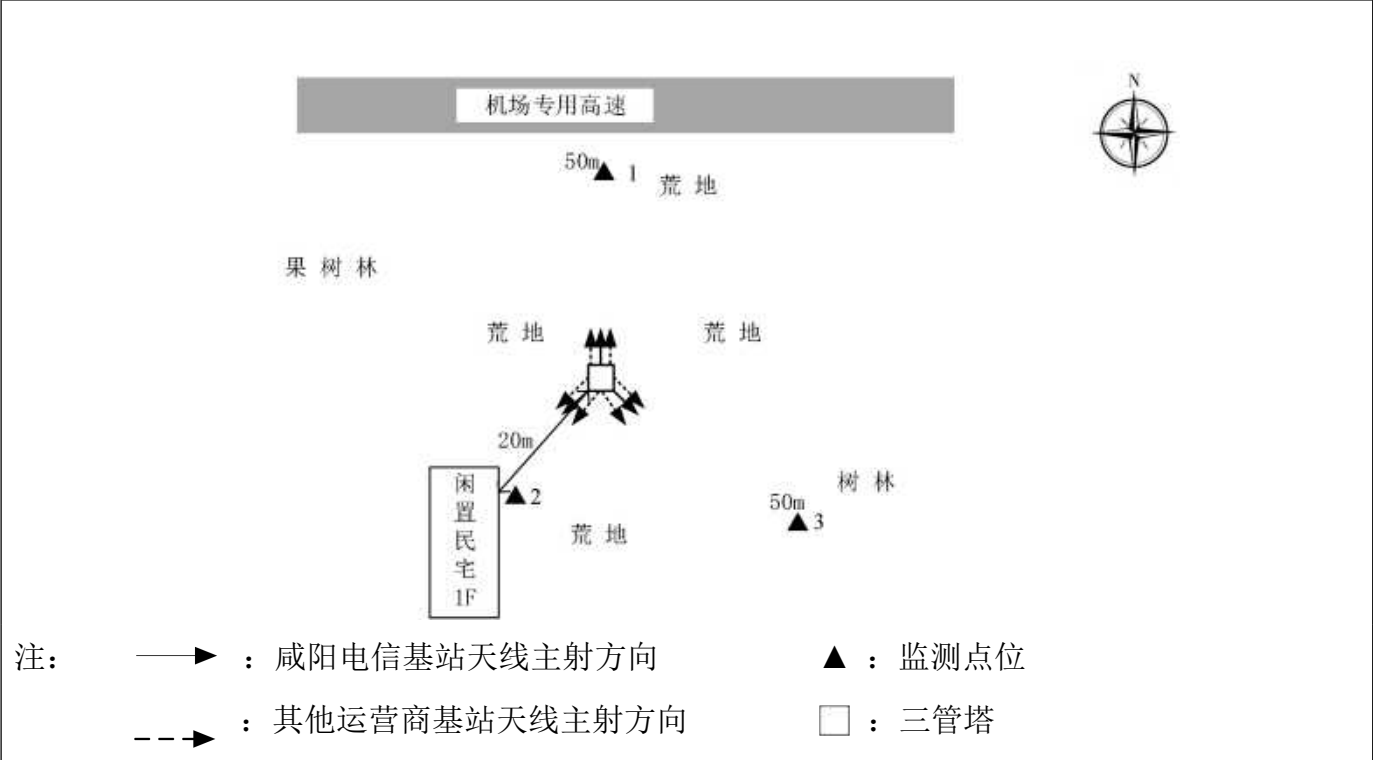 N
机场专用高速
50m 1 荒 地
果 树 林
荒 地 荒 地
20m
闲置民宅1F
2
荒 地
树 林
50m
3
注： ：咸阳电信基站天线主射方向 ：监测点位
：其他运营商基站天线主射方向 ：三管塔